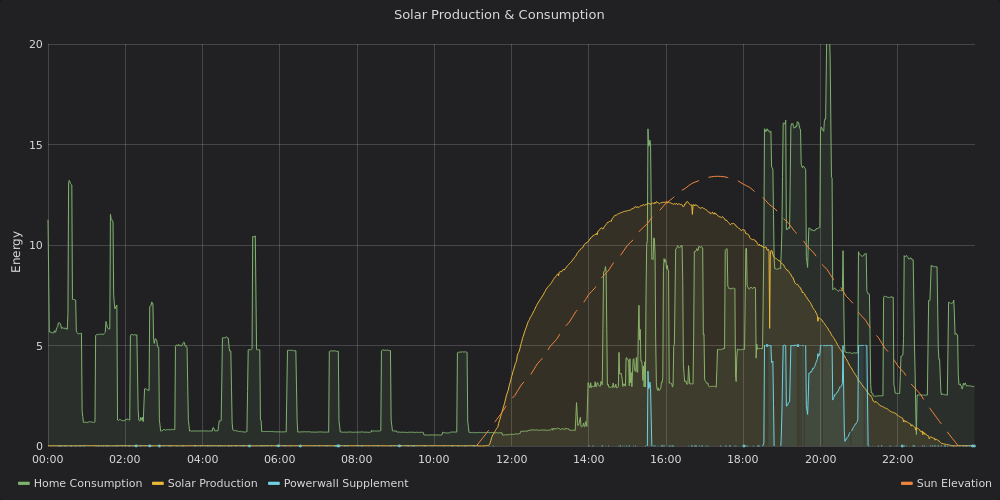 Solar Production & Consumption
Energy
20
15
10
5
0
00:00 02:00 04:00 06:00 08:00 10:00 12:00 14:00 16:00 18:00 20:00 22:00
Home Consumption Solar Production Powerwall Supplement Sun Elevation